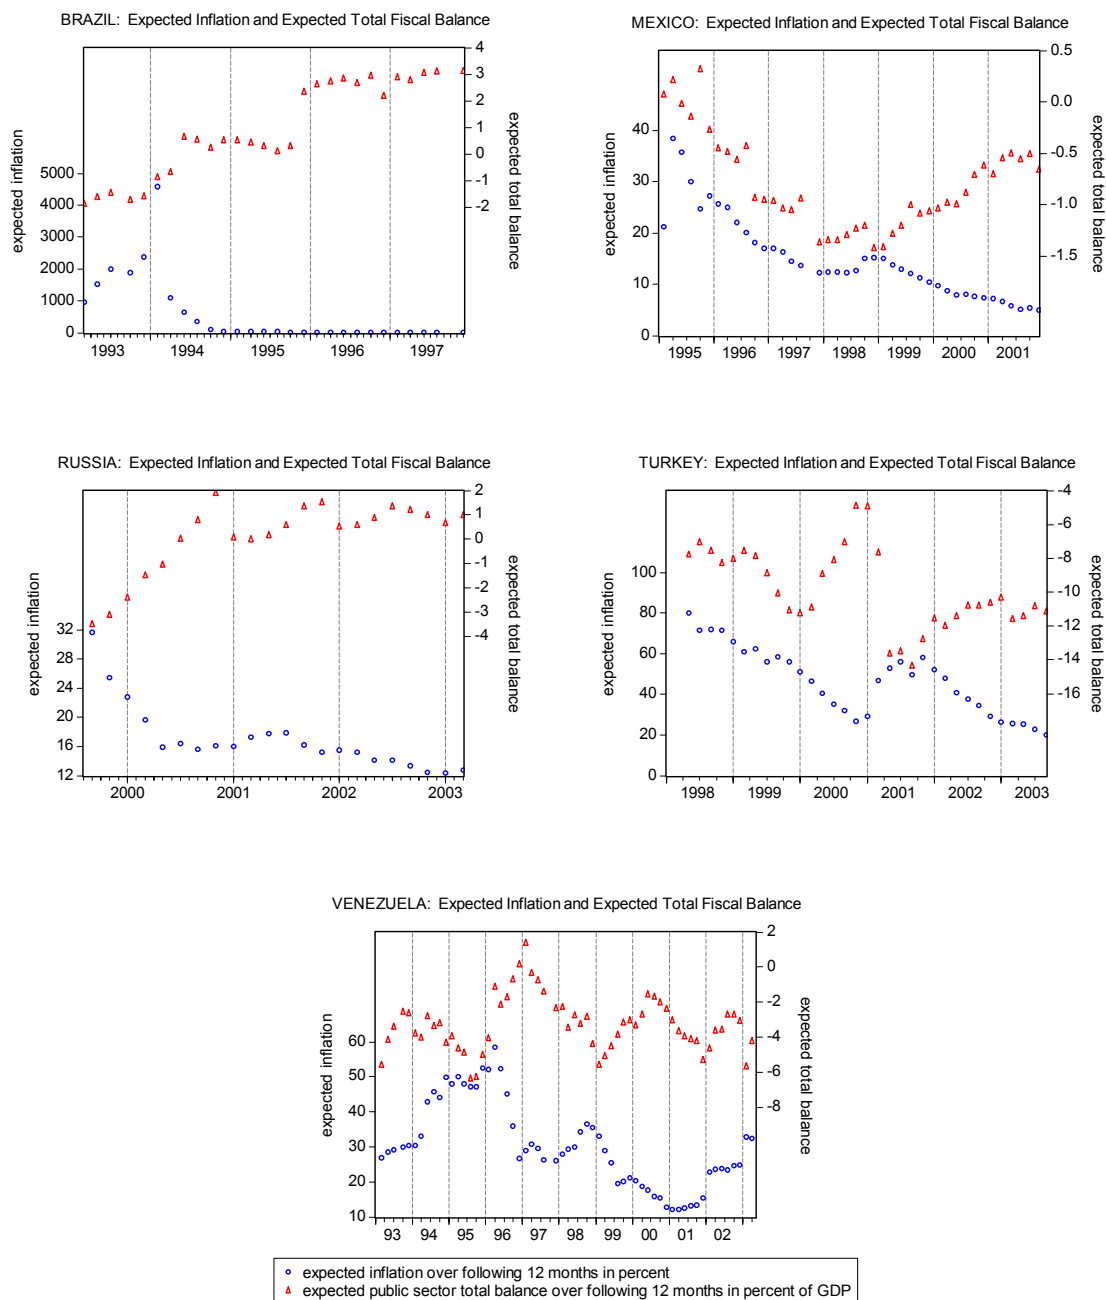 BRAZIL: Expected Inflation and Expected Total Fiscal Balance
expected inflation
5000
4000
3000
2000
1000
0
4
3
2
1
0
-1
-2
expected total balance
1993 1994 1995 1996 1997
MEXICO: Expected Inflation and Expected Total Fiscal Balance
expected inflation
40
30
20
10
0
0.5
0.0
-0.5
-1.0
-1.5
expected total balance
1995 1996 1997 1998 1999 2000 2001
RUSSIA: Expected Inflation and Expected Total Fiscal Balance
expected inflation
32
28
24
20
16
12
2
1
0
-1
-2
-3
-4
expected total balance
2000 2001 2002 2003
TURKEY: Expected Inflation and Expected Total Fiscal Balance
expected inflation
100
80
60
40
20
0
-4
-6
-8
-10
-12
-14
-16
expected total balance
1998 1999 2000 2001 2002 2003
VENEZUELA: Expected Inflation and Expected Total Fiscal Balance
expected inflation
60
50
40
30
20
10
2
0
-2
-4
-6
-8
expected total balance
93 94 95 96 97 98 99 00 01 02
expected inflation over following 12 months in percent
expected public sector total balance over following 12 months in percent of GDP